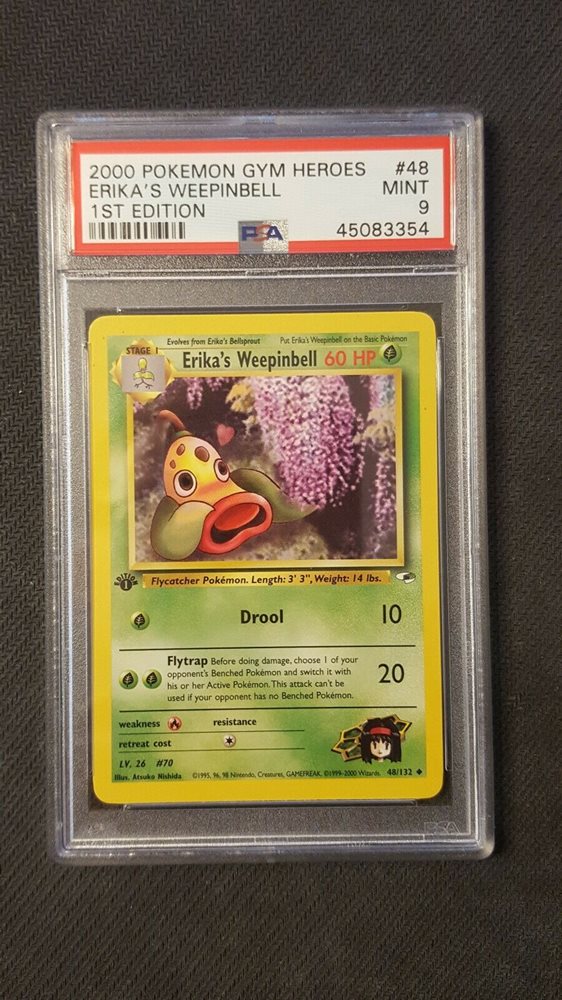 2000 POKEMON GYM HEROES #48
ERIKA'S WEEPINBELL MINT
1ST EDITION 9
PSA 45083354
Evolves from Erika's Bellsprout Put Erika's Weepinbell on the Basic Pokémon
STAGE 1
Erika's Weepinbell 60 HP
EDITION 1
Flycatcher Pokémon. Length: 3' 3", Weight: 14 lbs.
Drool 10
Flytrap Before doing damage, choose 1 of your
opponent's Benched Pokémon and switch it with
his or her Active Pokémon. This attack can't be
used if your opponent has no Benched Pokémon.
20
weakness resistance
retreat cost
LV. 26 #70
Illus. Atsuko Nishida ©1995, 96, 98 Nintendo, Creatures, GAMEFREAK. ©1999-2000 Wizards. 48/132
PSA